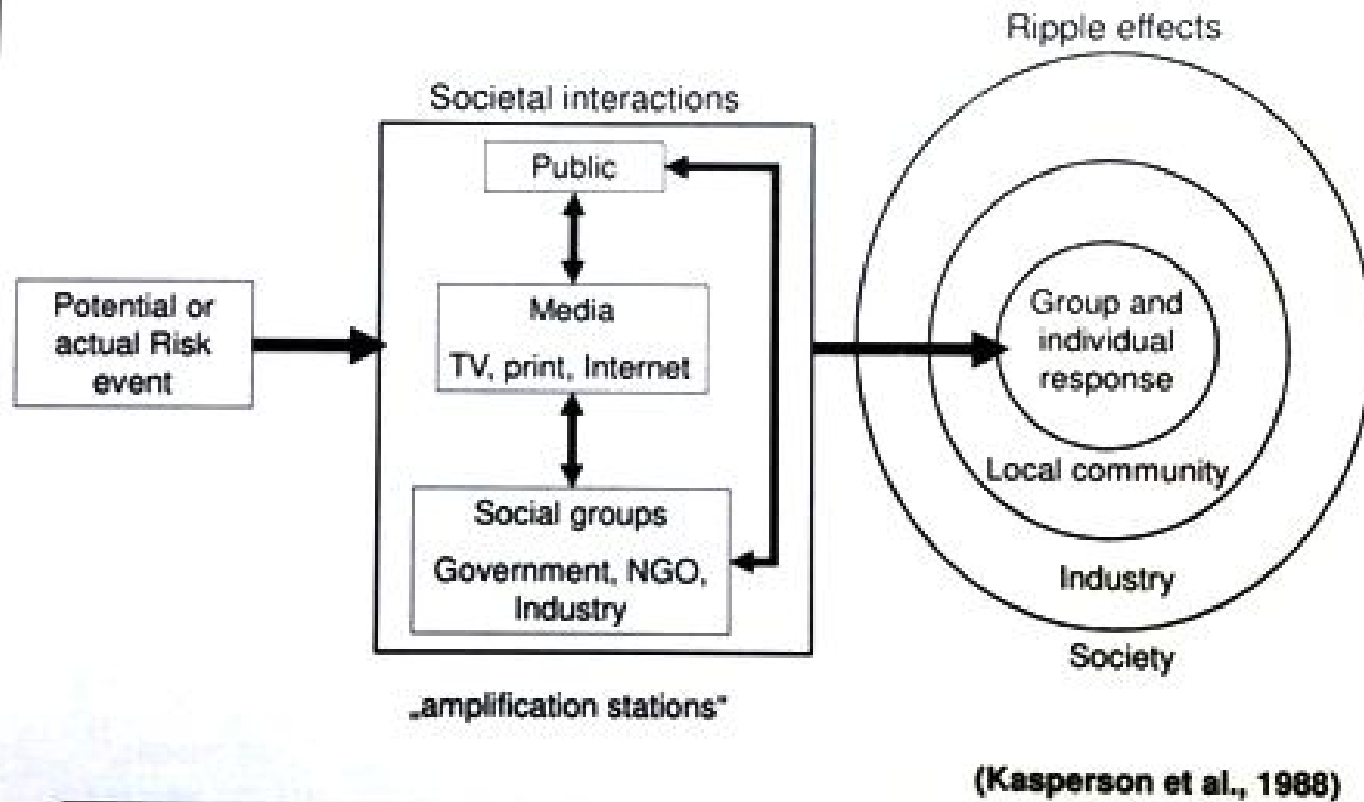 Ripple effects
Societal interactions
Public
Media
TV, print, Internet
Social groups
Government, NGO,
Industry
Potential or
actual Risk
event
Group and
individual
response
Local community
Industry
Society
„amplification stations“
(Kasperson et al., 1988)